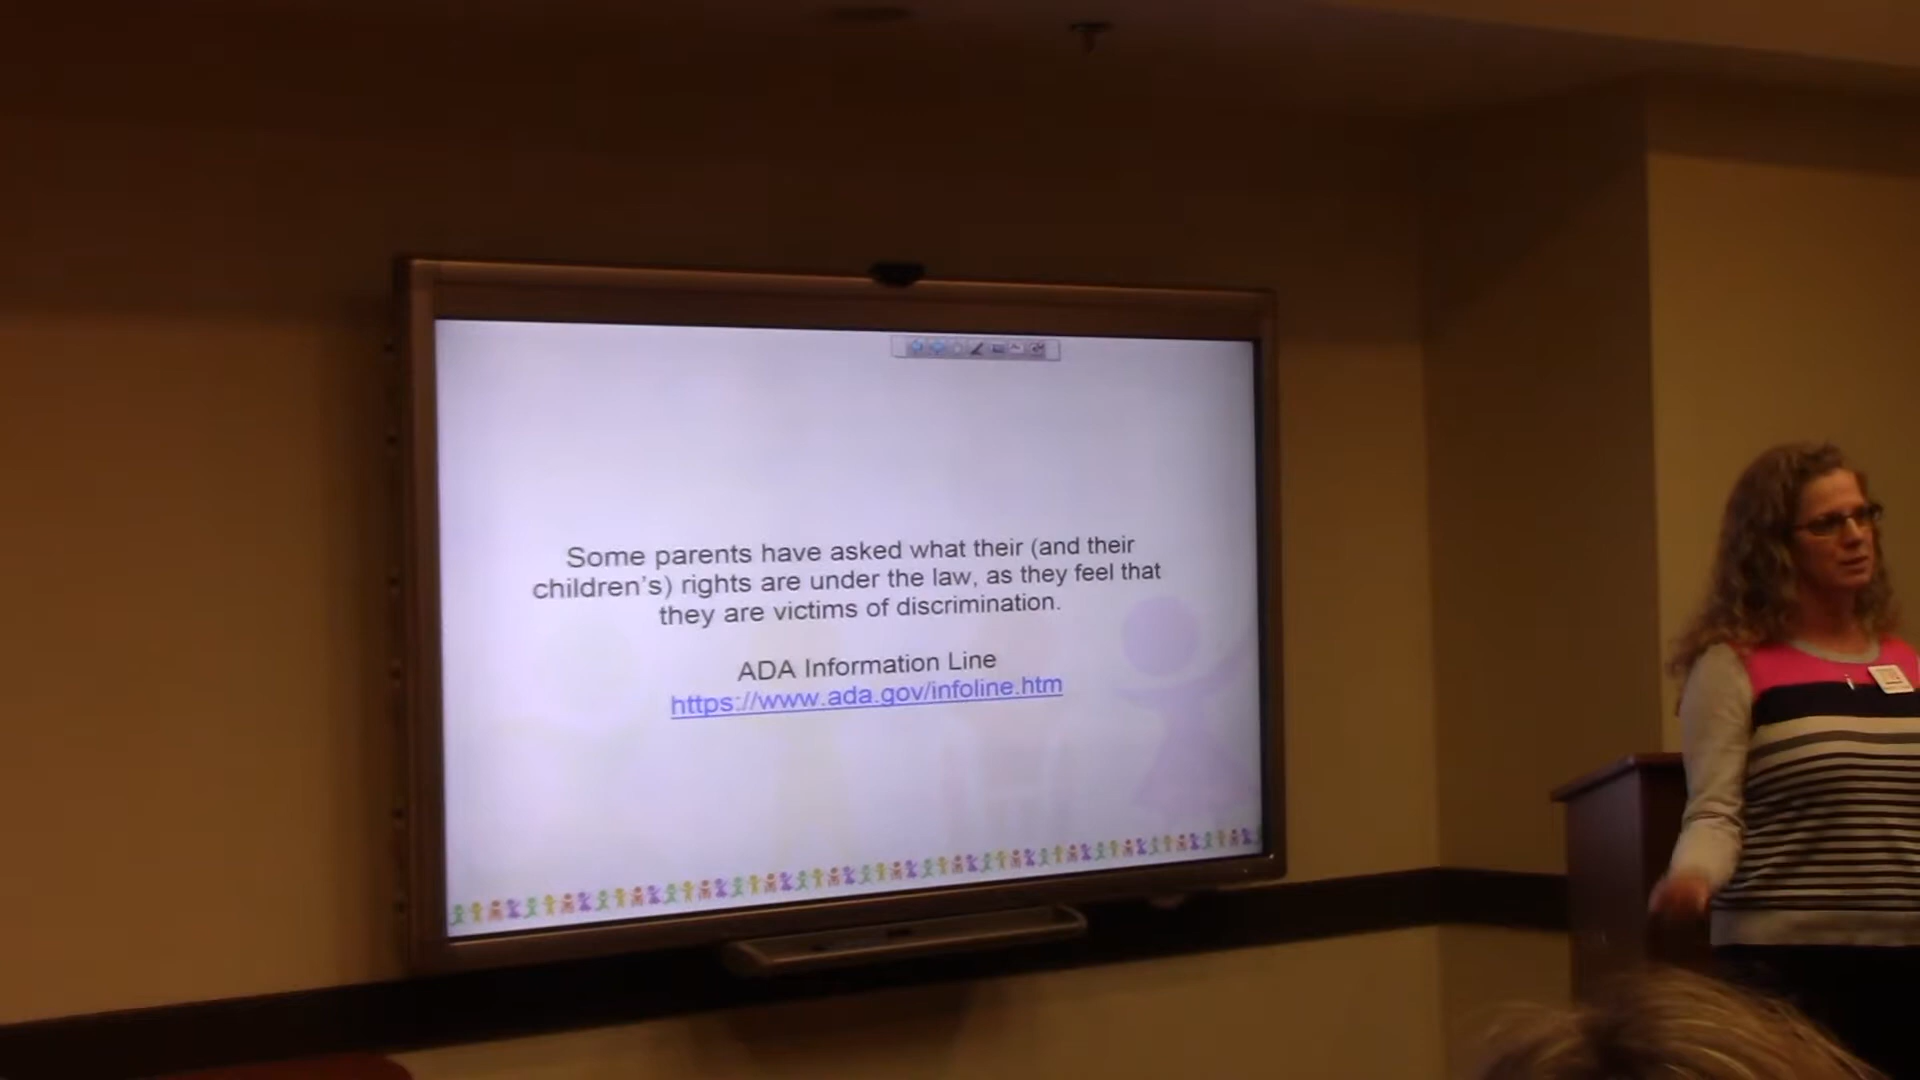 Some parents have asked what their (and their
children's) rights are under the law, as they feel that
they are victims of discrimination.
ADA Information Line
https://www.ada.gov/infoline.htm